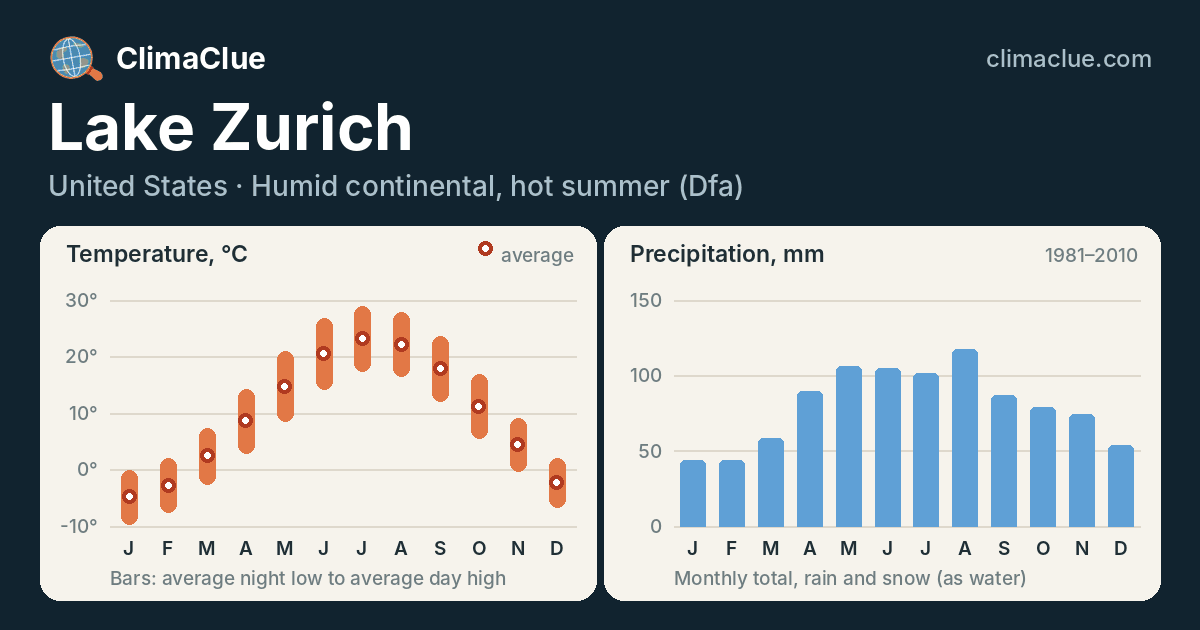 ClimaClue
climaclue.com
Lake Zurich
United States · Humid continental, hot summer (Dfa)
Temperature, °C
average
30°
20°
10°
0°
-10°
J F M A M J J A S O N D
Bars: average night low to average day high
Precipitation, mm
1981–2010
150
100
50
0
J F M A M J J A S O N D
Monthly total, rain and snow (as water)